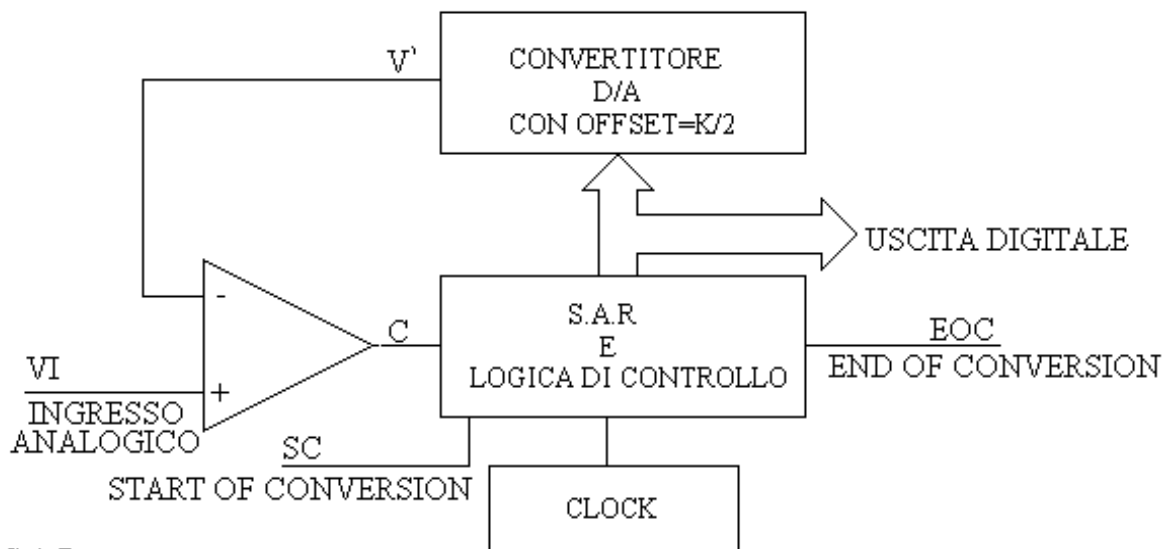 V'
CONVERTITORE
D/A
CON OFFSET=K/2
USCITA DIGITALE
-
C
S.A.R
E
LOGICA DI CONTROLLO
EOC
END OF CONVERSION
VI
+
INGRESSO
ANALOGICO
SC
START OF CONVERSION
CLOCK